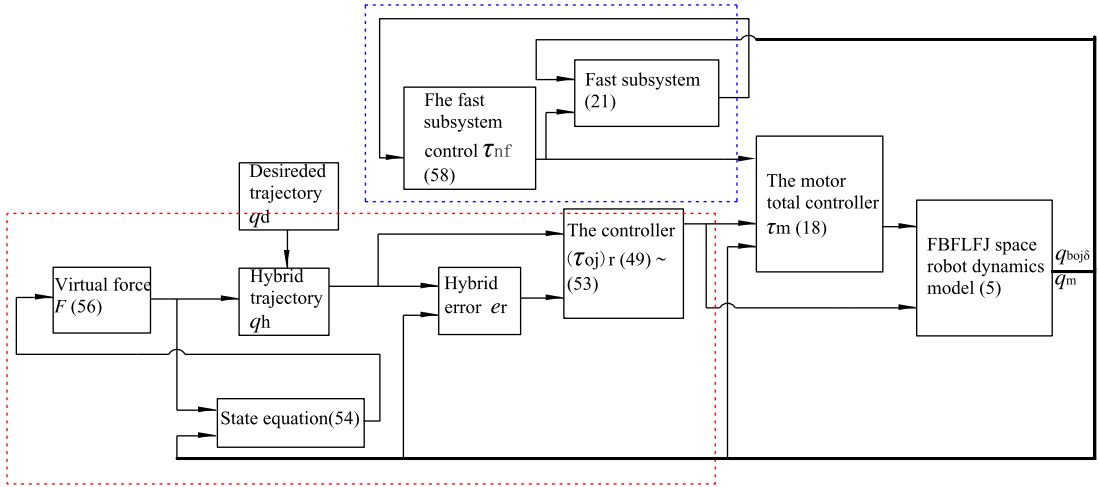 Fast subsystem
(21)
Fhe fast
subsystem
control τnf
(58)
Desireded
trajectory
qd
The motor
total controller
τm (18)
The controller
(τoj) r (49) ~
(53)
FBFLFJ space
robot dynamics
model (5)
qbojδ
qm
Virtual force
F (56)
Hybrid
trajectory
qh
Hybrid
error er
State equation(54)